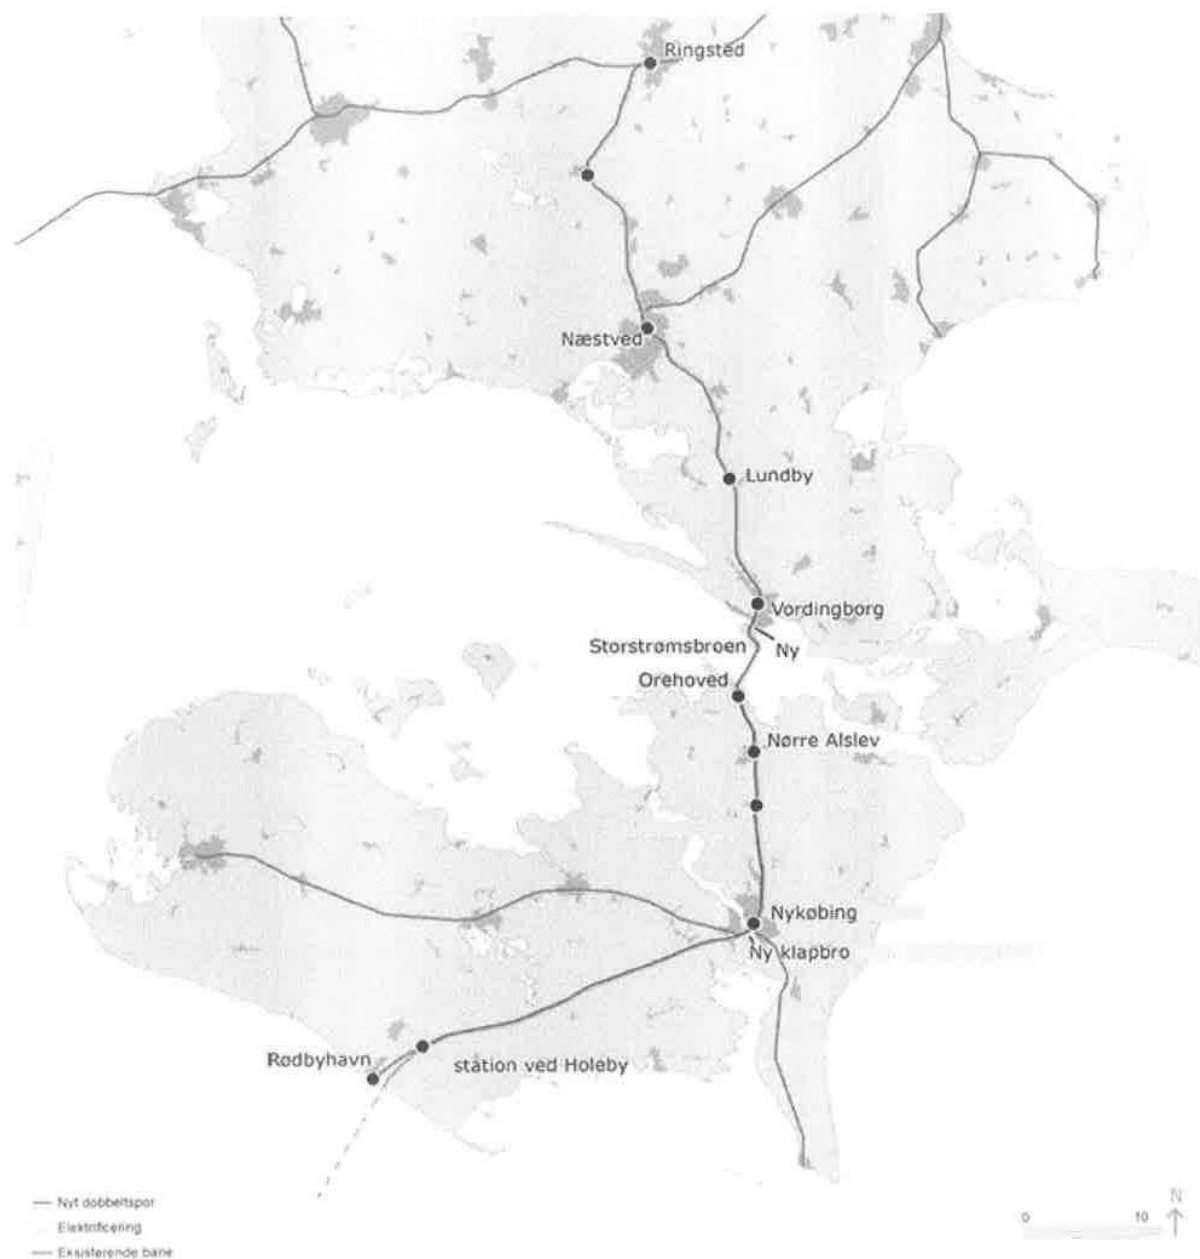 Ringsted
Næstved
Lundby
Vordingborg
Storstrømsbroen
Ny
Orehoved
Nørre Alslev
Nykøbing
Ny klapbro
Rødbyhavn
station ved Holeby
Nyt dobbeltspor
Elektrificering
Eksisterende bane
0 10
N